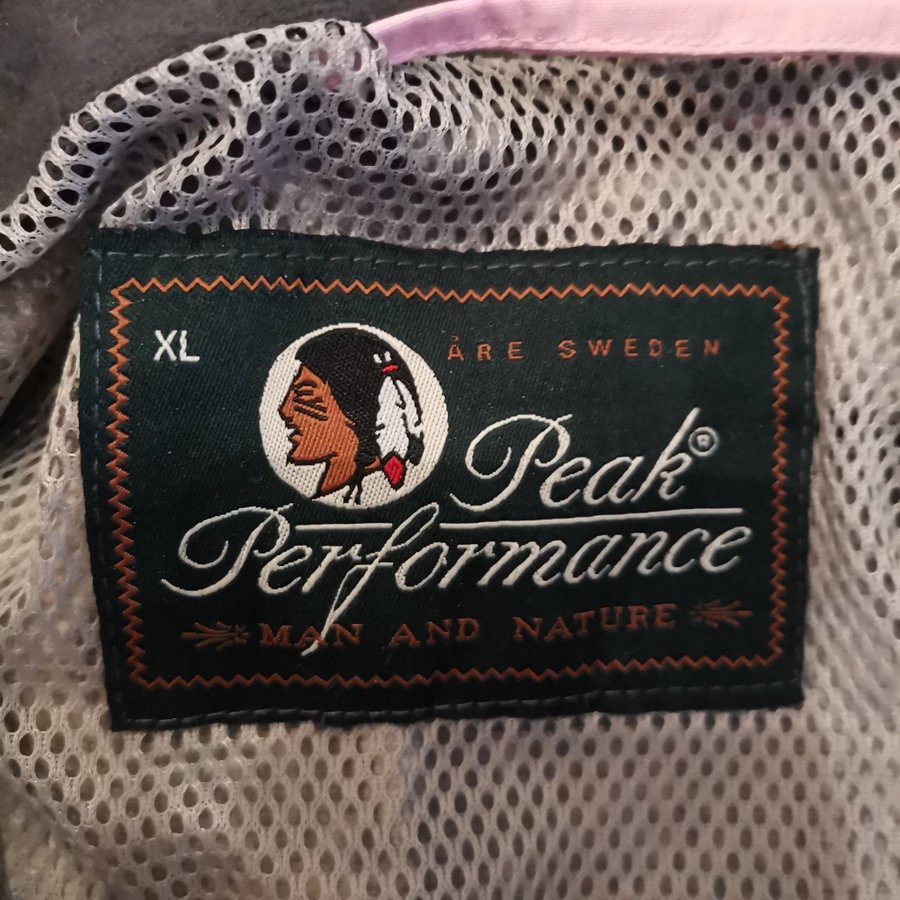 XL
ÅRE SWEDEN
Peak®
Performance
MAN AND NATURE